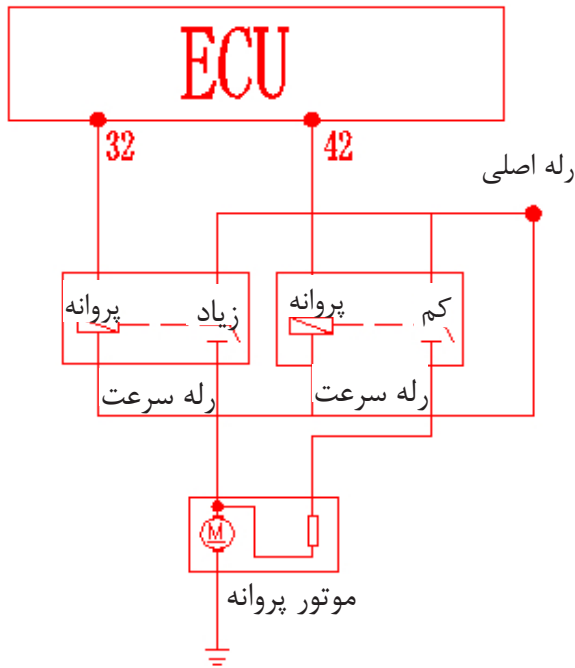 ECU
32
42
رله اصلی
پروانه
زیاد
پروانه
کم
رله سرعت
رله سرعت
M
موتور پروانه